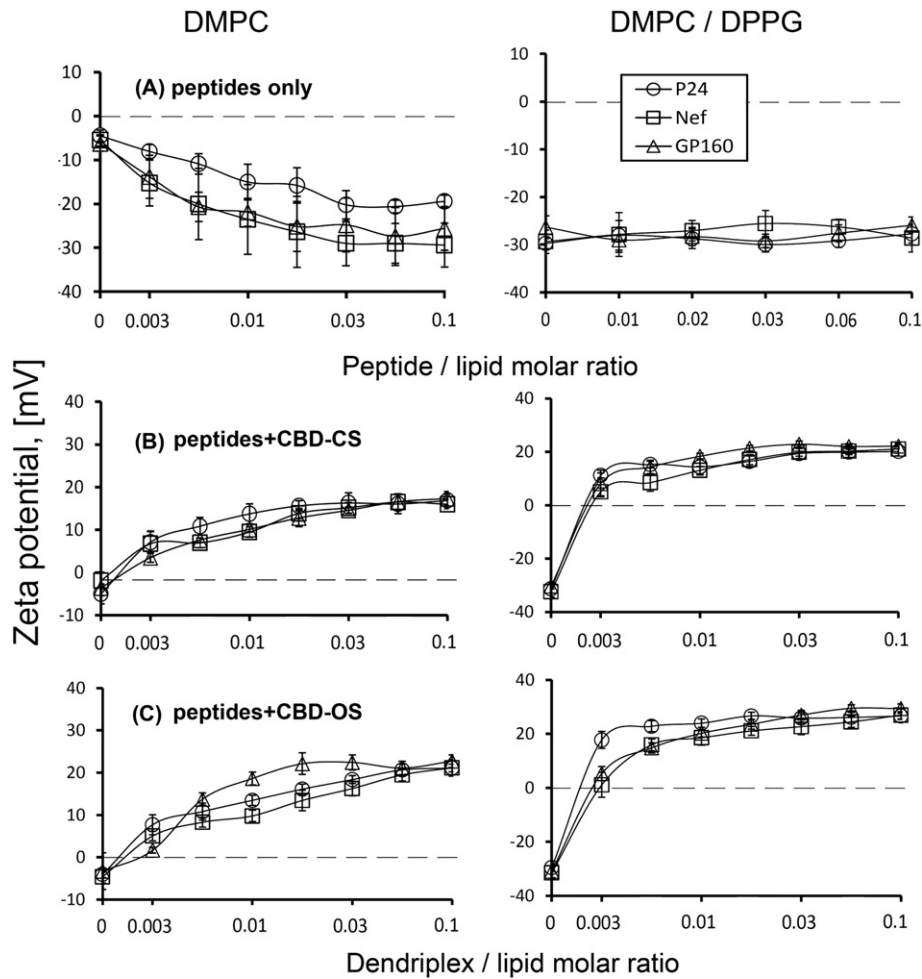 DMPC DMPC / DPPG
(A) peptides only
P24
Nef
GP160
10
0
-10
-20
-30
-40
0 0.003 0.01 0.03 0.1
10
0
-10
10
-20
-30
-40
0 0.01 0.02 0.03 0.06 0.1
Peptide / lipid molar ratio
Zeta potential, [mV]
(B) peptides+CBD-CS
40
30
20
10
0
-10
0 0.003 0.01 0.03 0.1
40
20
0
-20
-40
0 0.003 0.01 0.03 0.1
(C) peptides+CBD-OS
40
30
20
10
0
-10
0 0.003 0.01 0.03 0.1
40
20
0
-20
-40
0 0.003 0.01 0.03 0.1
Dendriplex / lipid molar ratio